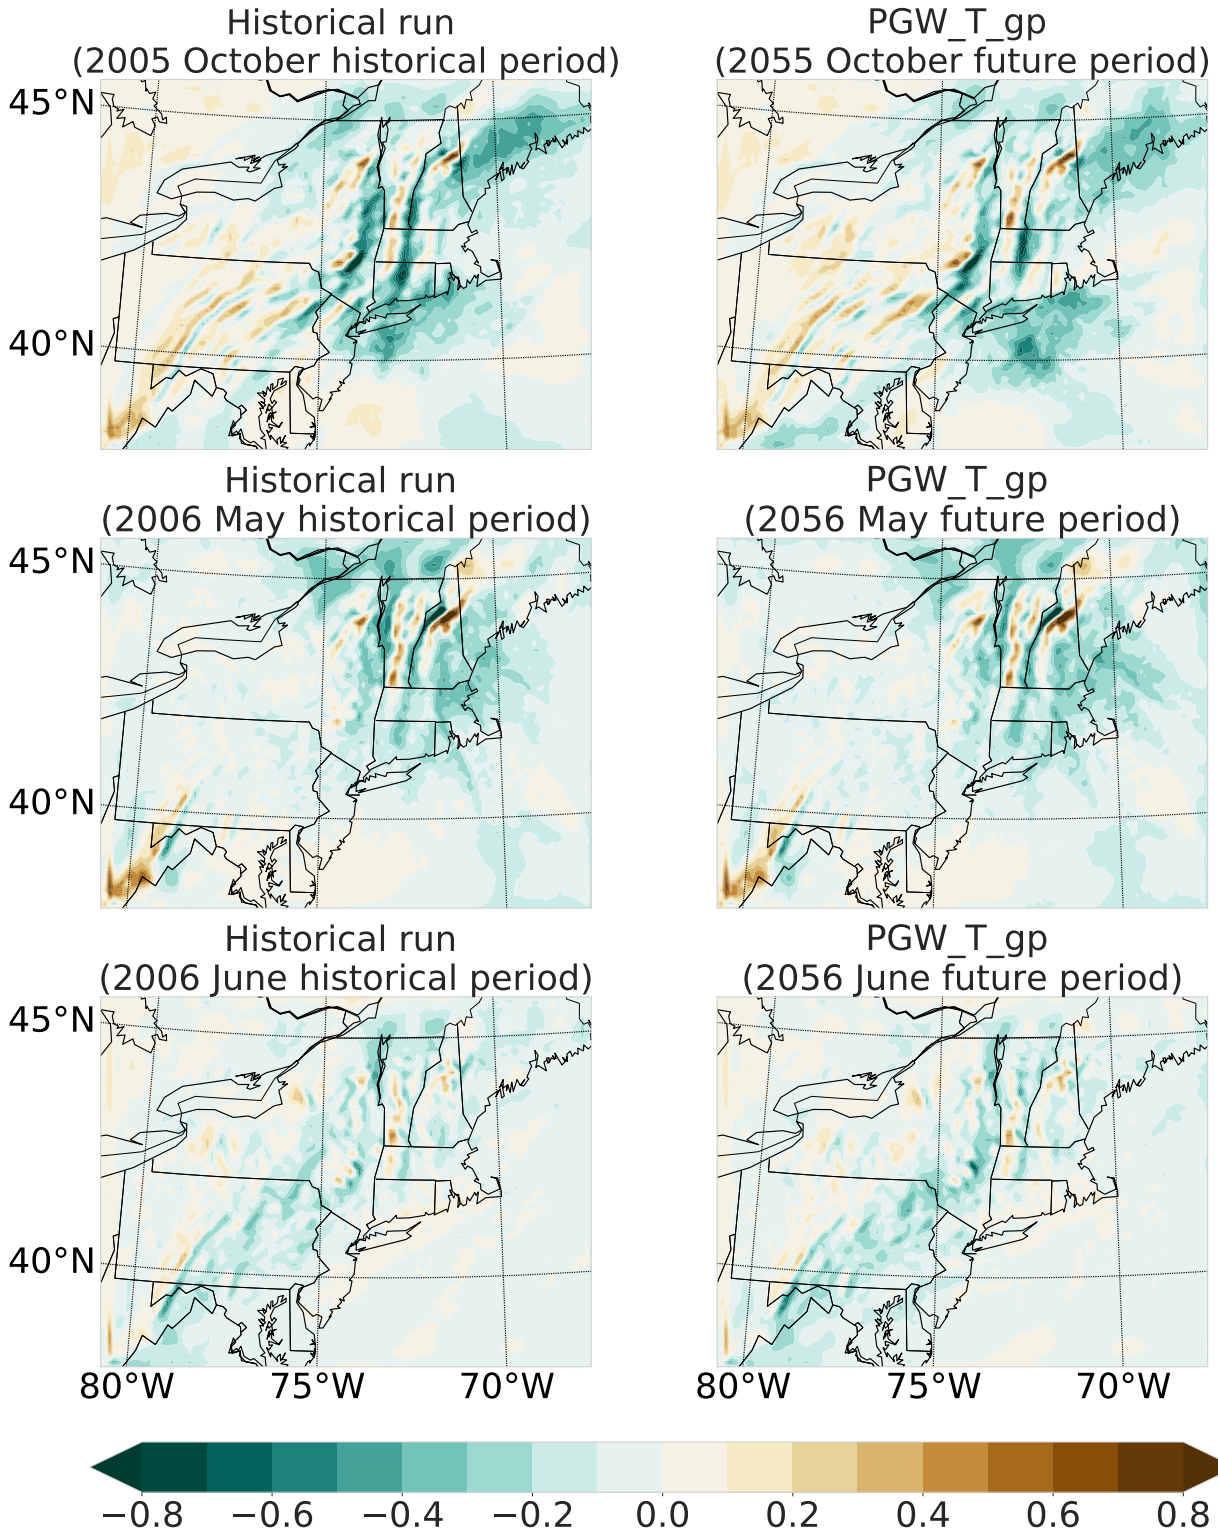 Historical run
(2005 October historical period)
PGW_T_gp
(2055 October future period)
45°N
40°N
Historical run
(2006 May historical period)
PGW_T_gp
(2056 May future period)
45°N
40°N
Historical run
(2006 June historical period)
PGW_T_gp
(2056 June future period)
45°N
40°N
80°W 75°W 70°W
80°W 75°W 70°W
−0.8 −0.6 −0.4 −0.2 0.0 0.2 0.4 0.6 0.8